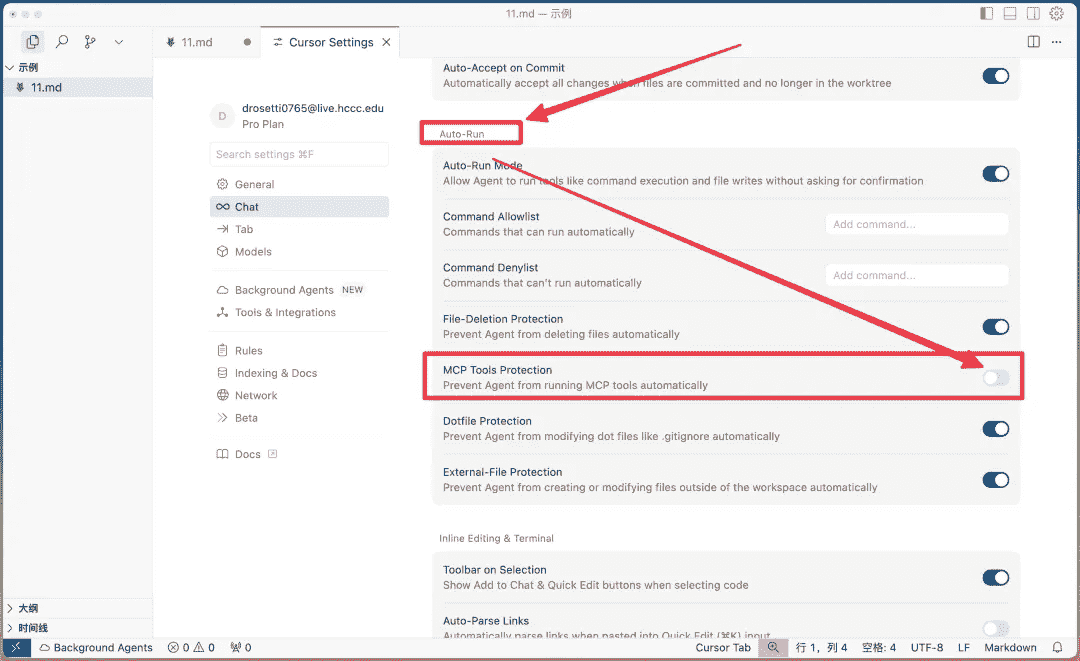 11.md — 示例
11.md
Cursor Settings
示例
11.md
Auto-Accept on Commit
Automatically accept all changes when files are committed and no longer in the worktree
D
drosetti0765@live.hccc.edu
Pro Plan
Search settings ⌘F
General
Chat
Tab
Models
Background Agents NEW
Tools & Integrations
Rules
Indexing & Docs
Network
Beta
Docs
Auto-Run
Auto-Run Mode
Allow Agent to run tools like command execution and file writes without asking for confirmation
Command Allowlist
Commands that can run automatically
Add command...
Command Denylist
Commands that can't run automatically
Add command...
File-Deletion Protection
Prevent Agent from deleting files automatically
MCP Tools Protection
Prevent Agent from running MCP tools automatically
Dotfile Protection
Prevent Agent from modifying dot files like .gitignore automatically
External-File Protection
Prevent Agent from creating or modifying files outside of the workspace automatically
Inline Editing & Terminal
Toolbar on Selection
Show Add to Chat & Quick Edit buttons when selecting code
Auto-Parse Links
Automatically parse links when pasted into Quick Edit (⌘K) input
大纲
时间线
Background Agents 0 0 0
Cursor Tab 行 1，列 4 空格: 4 UTF-8 LF Markdown